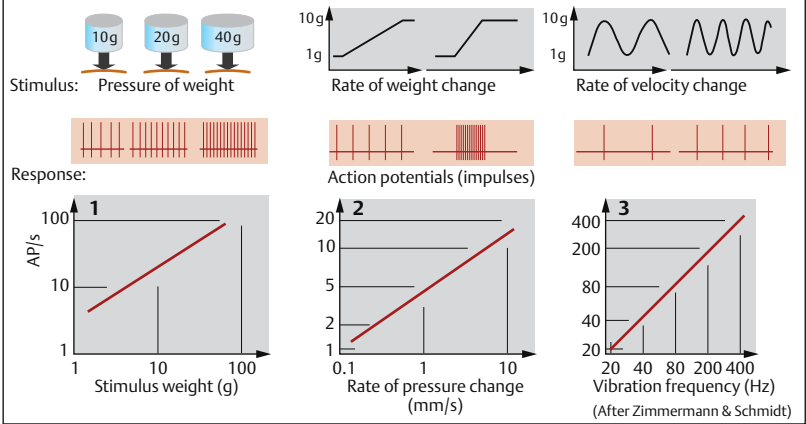 10g 20g 40g
10g
1g
10g
1g
Stimulus: Pressure of weight
Rate of weight change
Rate of velocity change
Response:
Action potentials (impulses)
1
AP/s
100
10
1
1 10 100
Stimulus weight (g)
2
20
10
5
2
1
0.1 1 10
Rate of pressure change
(mm/s)
3
400
200
80
40
20
20 40 80 200 400
Vibration frequency (Hz)
(After Zimmermann & Schmidt)